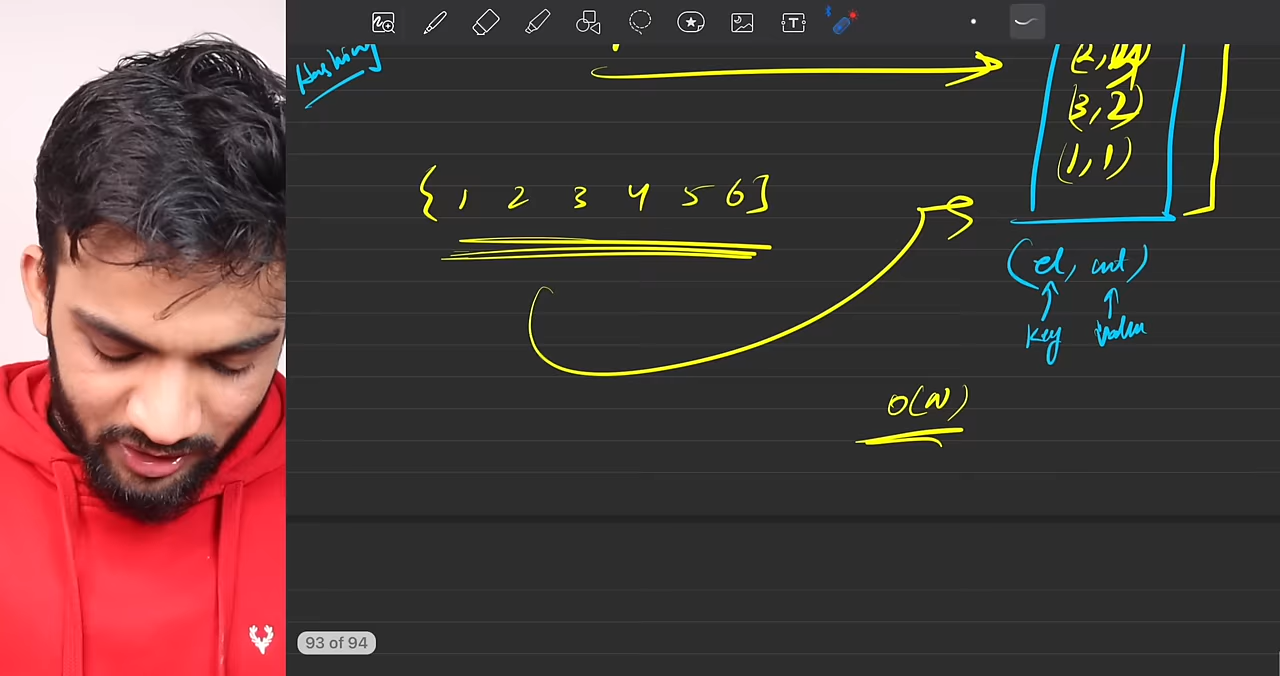 Hashing
(3, 2)
(1, 1)
{ 1 2 3 4 5 6 ]
(el, cnt)
key value
O(N)
93 of 94